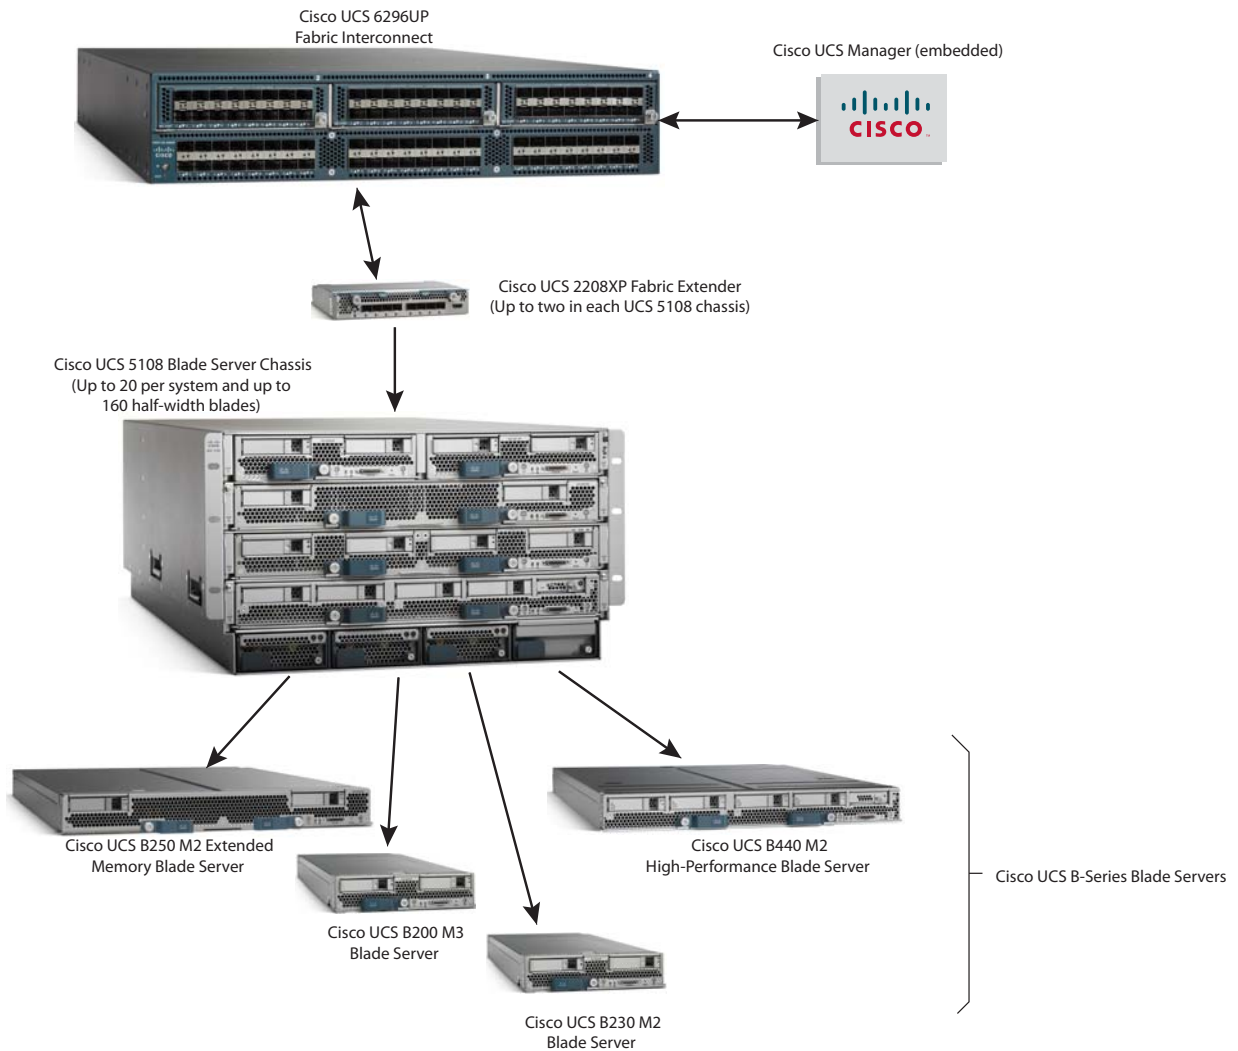 Cisco UCS 6296UP
Fabric Interconnect
Cisco UCS Manager (embedded)
CISCO
CISCO
Cisco UCS 2208XP Fabric Extender
(Up to two in each UCS 5108 chassis)
Cisco UCS 5108 Blade Server Chassis
(Up to 20 per system and up to
160 half-width blades)
Cisco UCS B250 M2 Extended
Memory Blade Server
Cisco UCS B440 M2
High-Performance Blade Server
Cisco UCS B-Series Blade Servers
Cisco UCS B200 M3
Blade Server
Cisco UCS B230 M2
Blade Server